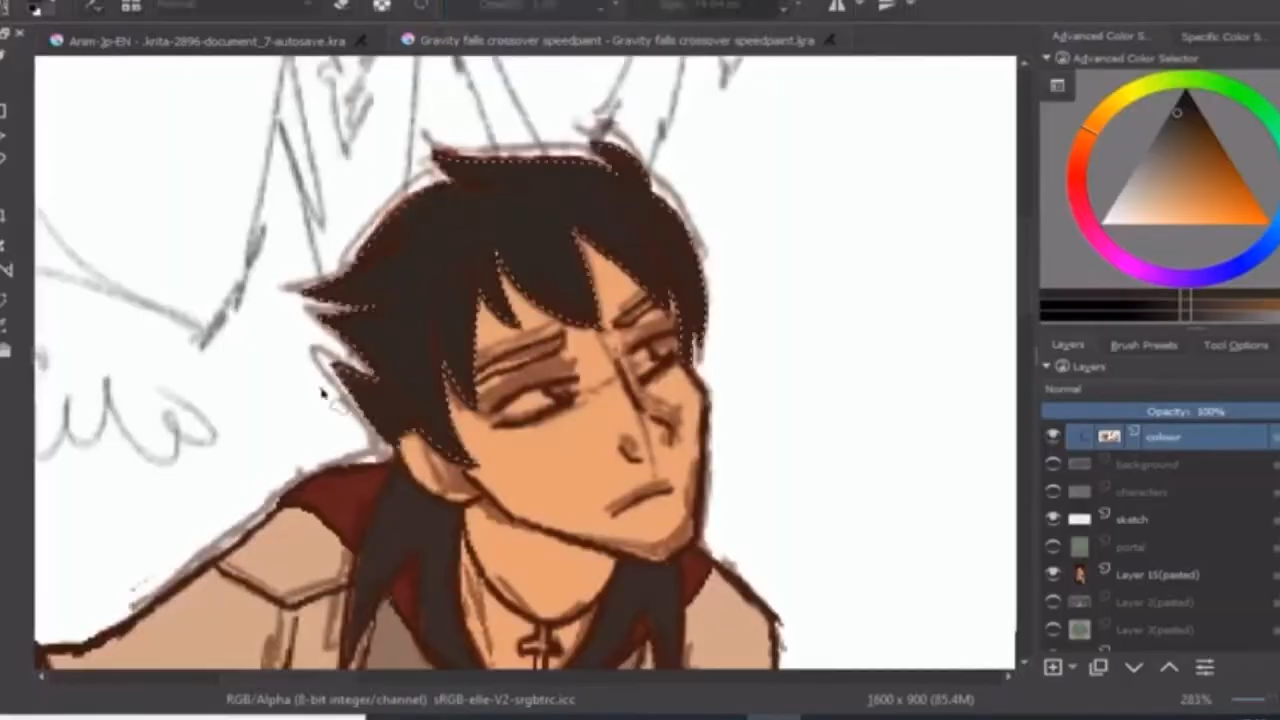 Anim-Jp-EN - .krita-2896-document_7-autosave.kra
Gravity falls crossover speedpaint - Gravity falls crossover speedpaint.kra
Advanced Color S...
Specific Color S...
Advanced Color Selector
Layers
Brush Presets
Tool Options
Layers
Normal
Opacity: 100%
colour
background
characters
sketch
portal
Layer 15(pasted)
Layer 2(pasted)
Layer 3(pasted)
RGB/Alpha (8-bit integer/channel) sRGB-elle-V2-srgbtrc.icc
1600 x 900 (85.4M)
283%